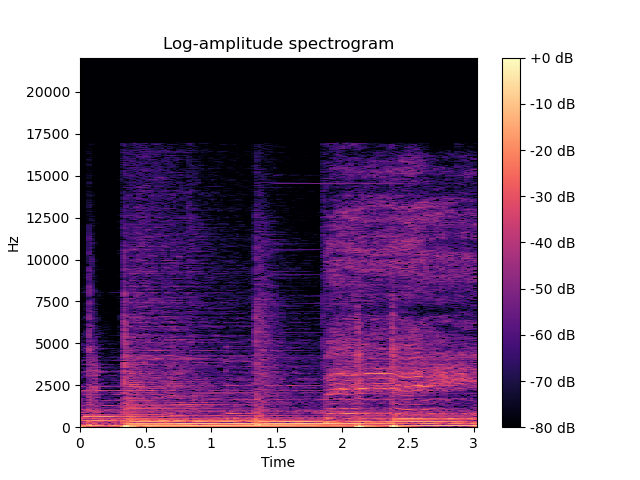 Log-amplitude spectrogram
Hz
20000
17500
15000
12500
10000
7500
5000
2500
0
0 0.5 1 1.5 2 2.5 3
Time
+0 dB
-10 dB
-20 dB
-30 dB
-40 dB
-50 dB
-60 dB
-70 dB
-80 dB